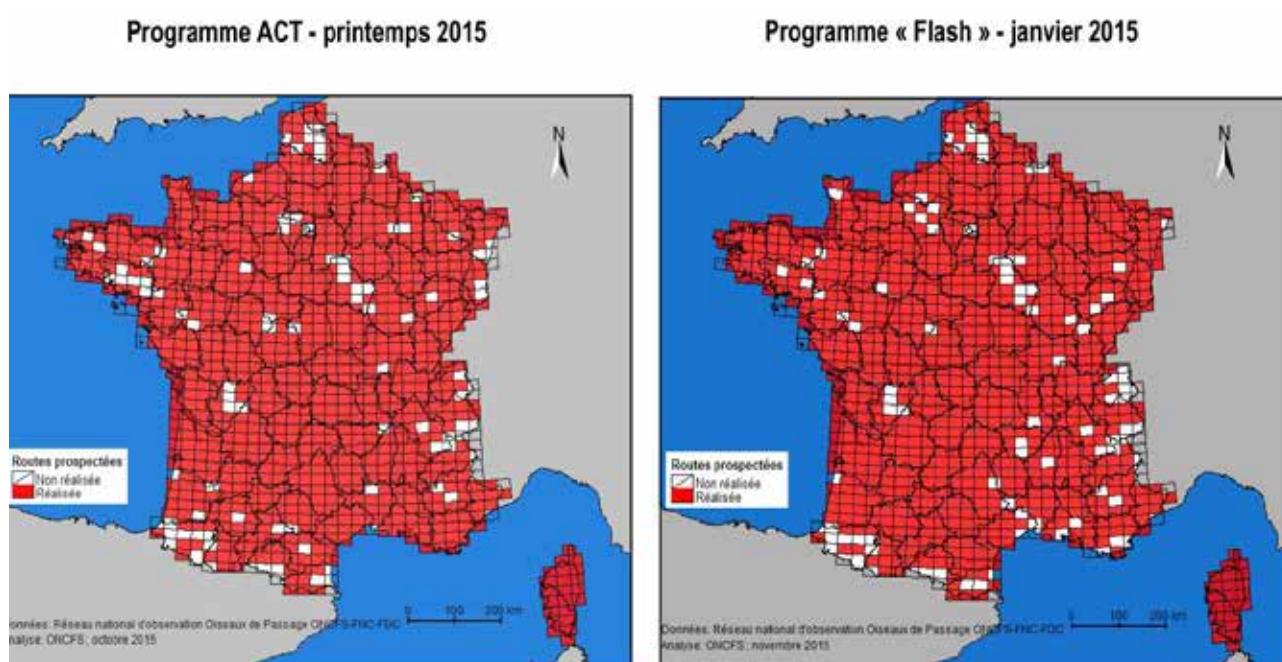 Programme ACT - printemps 2015
N
Routes prospectées
Non réalisée
Réalisée
0 100 200 km
Données: Réseau national d'observation Oiseaux de Passage ONCFS-FNC-FDC
Analyse: ONCFS; octobre 2015
Programme « Flash » - janvier 2015
N
Routes prospectées
Non réalisée
Réalisée
0 100 200 km
Données: Réseau national d'observation Oiseaux de Passage ONCFS-FNC-FDC
Analyse: ONCFS; novembre 2015